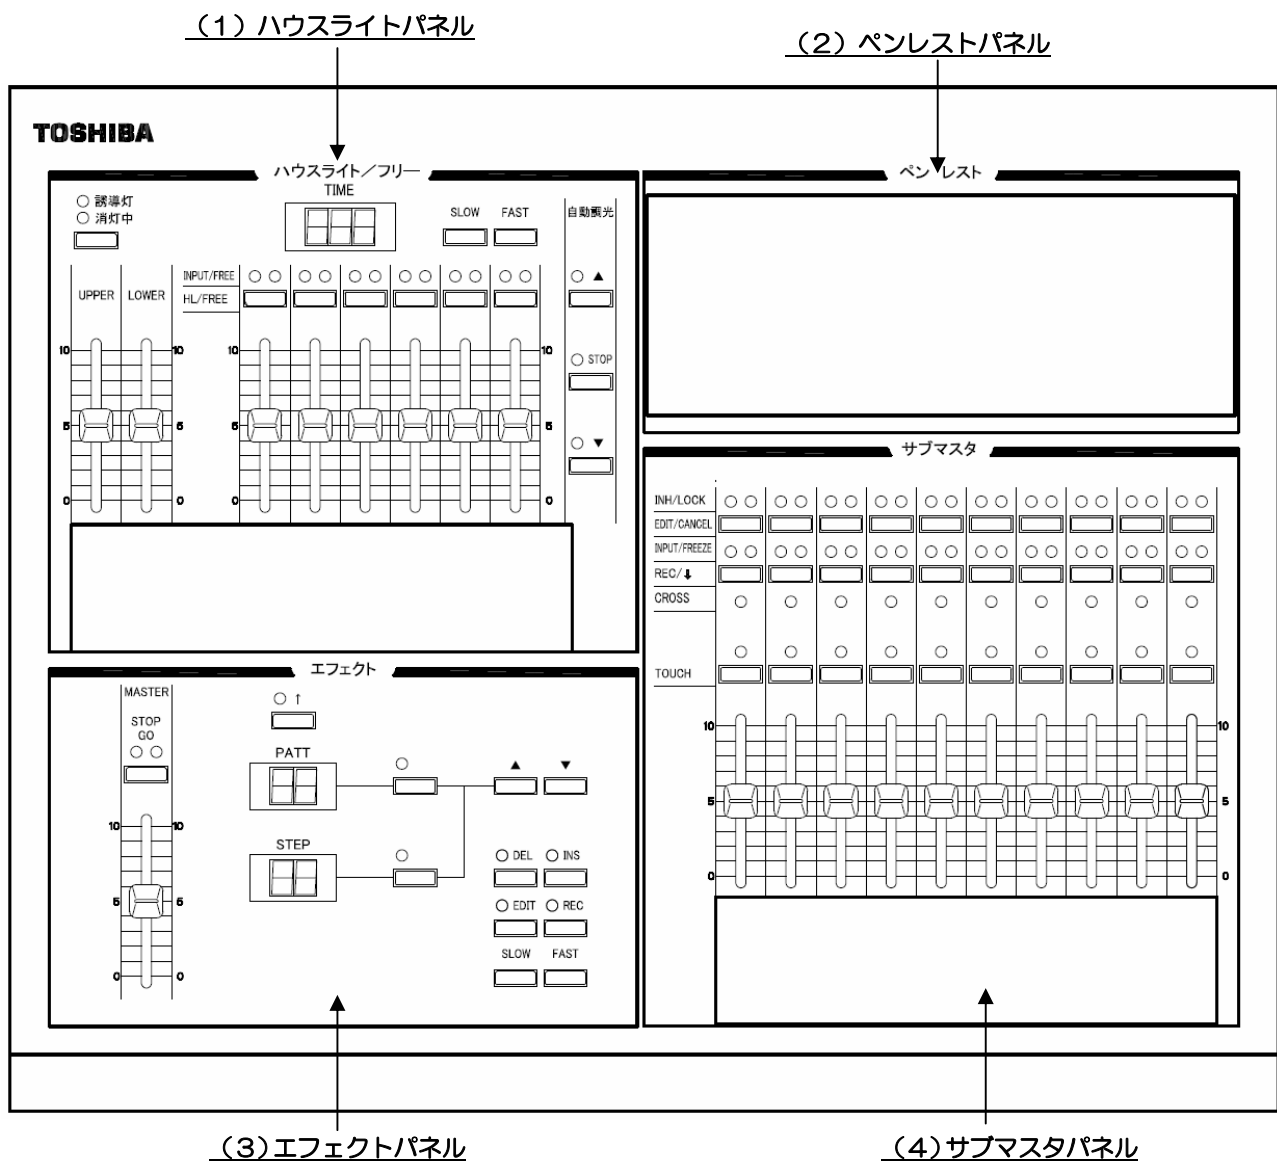 （1）ハウスライトパネル
（2）ペンレストパネル
TOSHIBA
ハウスライト／フリー
TIME
誘導灯
消灯中
SLOW FAST
自動調光
UPPER LOWER
INPUT/FREE
HL/FREE
▲
10 10 10 10
STOP
5 5 5 5
▼
0 0 0 0
ペン レスト
サブマスタ
INH/LOCK
EDIT/CANCEL
INPUT/FREEZE
REC/⬇
CROSS
TOUCH
10 10
5 5
0 0
エフェクト
MASTER
STOP
GO
↑
PATT
▲ ▼
10 10
STEP
DEL INS
5 5
EDIT REC
SLOW FAST
0 0
（3）エフェクトパネル
（4）サブマスタパネル